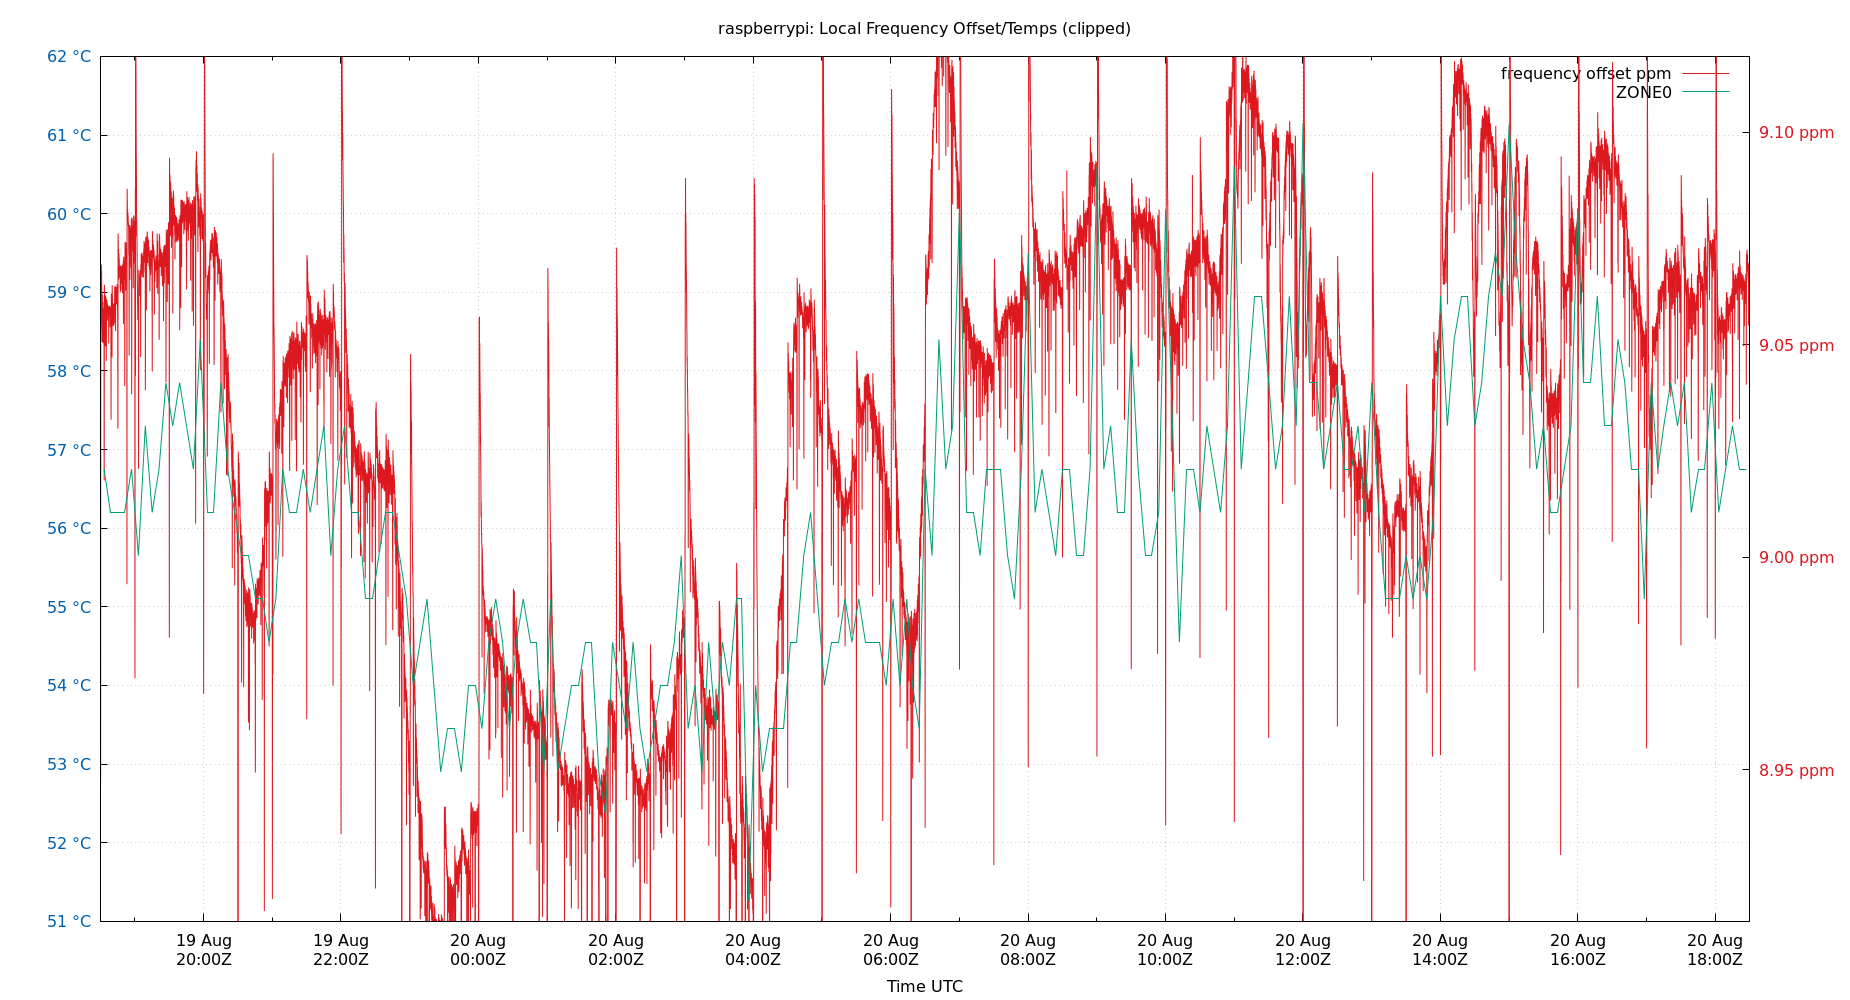 raspberrypi: Local Frequency Offset/Temps (clipped)
62 °C
61 °C
60 °C
59 °C
58 °C
57 °C
56 °C
55 °C
54 °C
53 °C
52 °C
51 °C
frequency offset ppm
ZONE0
9.10 ppm
9.05 ppm
9.00 ppm
8.95 ppm
19 Aug 19 Aug 20 Aug 20 Aug 20 Aug 20 Aug 20 Aug 20 Aug 20 Aug 20 Aug 20 Aug 20 Aug
20:00Z 22:00Z 00:00Z 02:00Z 04:00Z 06:00Z 08:00Z 10:00Z 12:00Z 14:00Z 16:00Z 18:00Z
Time UTC